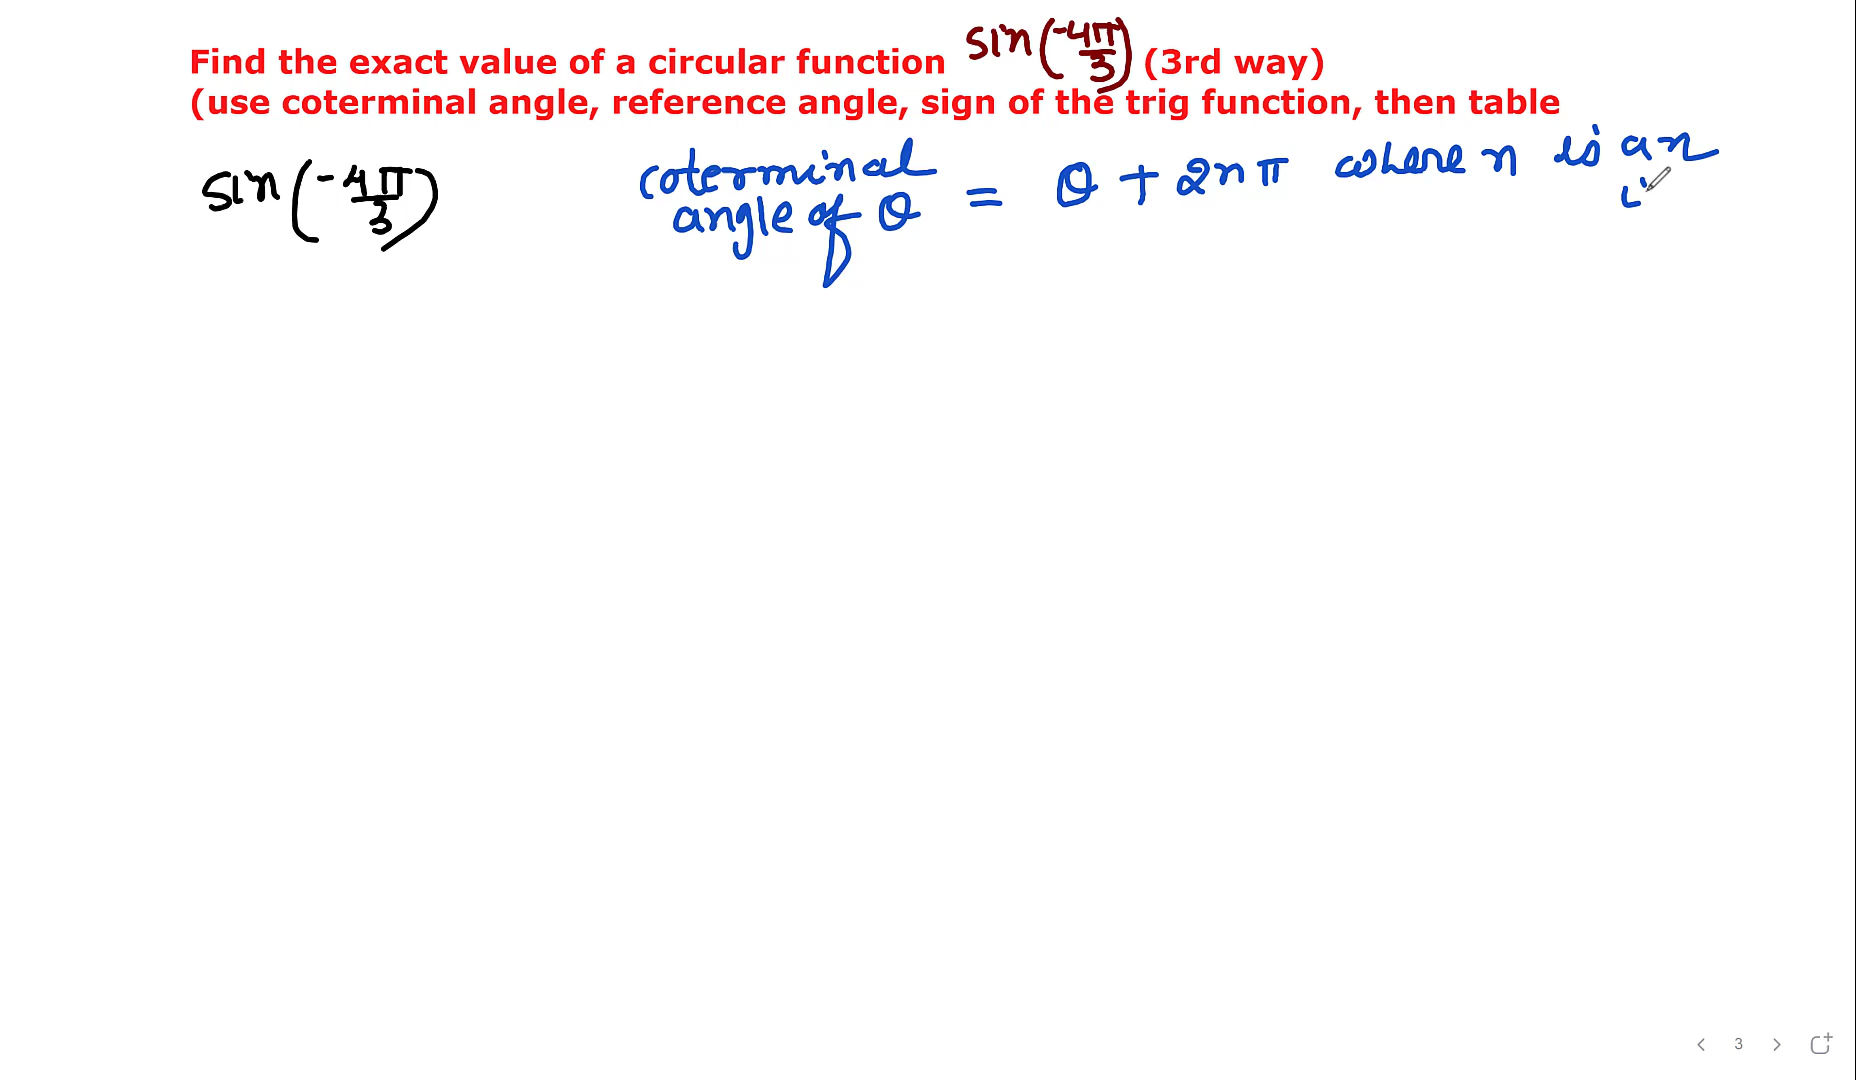 Find the exact value of a circular function sin(-4π/3) (3rd way)
(use coterminal angle, reference angle, sign of the trig function, then table
sin(-4π/3)
coterminal angle of θ = θ + 2nπ where n is an
i
3